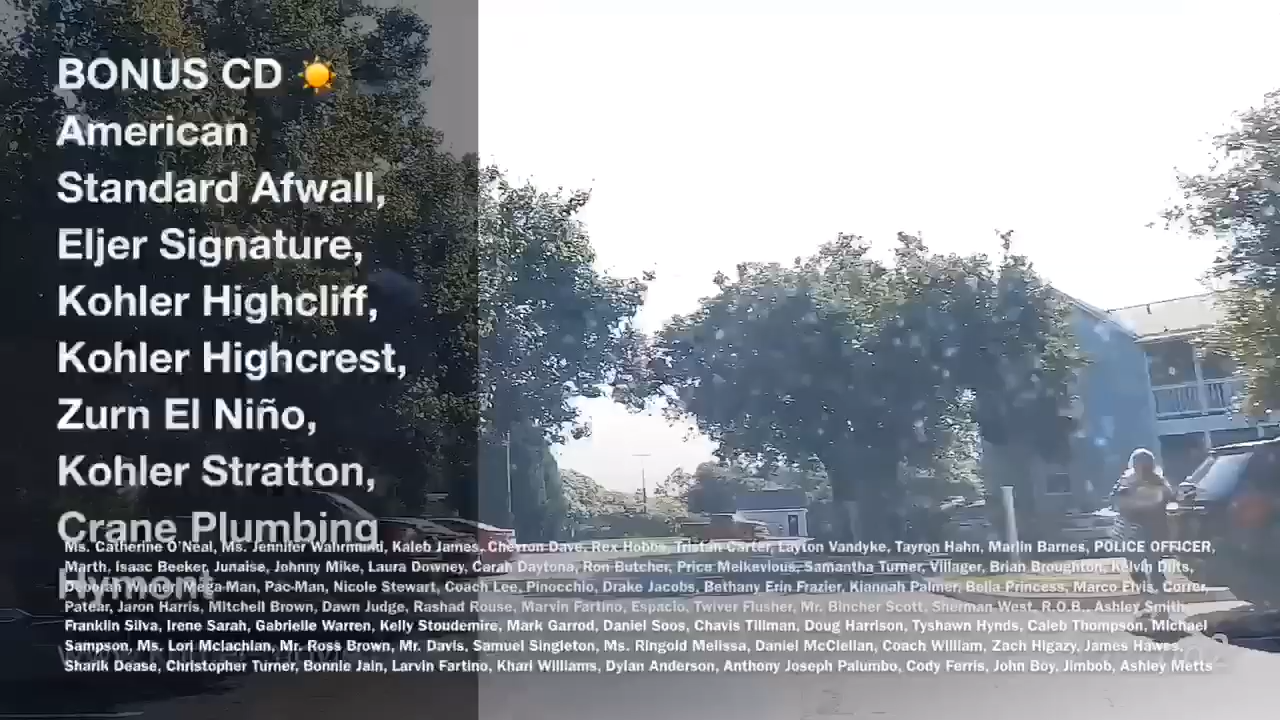 BONUS CD ☀️
American
Standard Afwall,
Eljer Signature,
Kohler Highcliff,
Kohler Highcrest,
Zurn El Niño,
Kohler Stratton,
Crane Plumbing
Ms. Catherine O'Neal, Ms. Jennifer Wahrmund, Kaleb James, Chevron Dave, Rex Hobbs, Tristan Carter, Layton Vandyke, Tayron Hahn, Marlin Barnes, POLICE OFFICER,
Marth, Isaac Beeker, Junaise, Johnny Mike, Laura Downey, Carah Daytona, Ron Butcher, Price Meikevious, Samantha Turner, Villager, Brian Broughton, Kelvin Dilts,
Deborah Minor, Mega-Man, Pac-Man, Nicole Stewart, Coach Lee, Pinocchio, Drake Jacobs, Bethany Erin Frazier, Kiannah Palmer, Bella Princess, Marco Elvis, Correr,
Patear, Jaron Harris, Mitchell Brown, Dawn Judge, Rashad Rouse, Marvin Fartino, Espacio, Twiver Flusher, Mr. Bincher Scott, Sherman West, R.O.B., Ashley Smith,
Franklin Silva, Irene Sarah, Gabrielle Warren, Kelly Stoudemire, Mark Garrod, Daniel Soos, Chavis Tillman, Doug Harrison, Tyshawn Hynds, Caleb Thompson, Michael
Sampson, Ms. Lori Mclachlan, Mr. Ross Brown, Mr. Davis, Samuel Singleton, Ms. Ringold Melissa, Daniel McClellan, Coach William, Zach Higazy, James Hawes,
Sharik Dease, Christopher Turner, Bonnie Jain, Larvin Fartino, Khari Williams, Dylan Anderson, Anthony Joseph Palumbo, Cody Ferris, John Boy, Jimbob, Ashley Metts